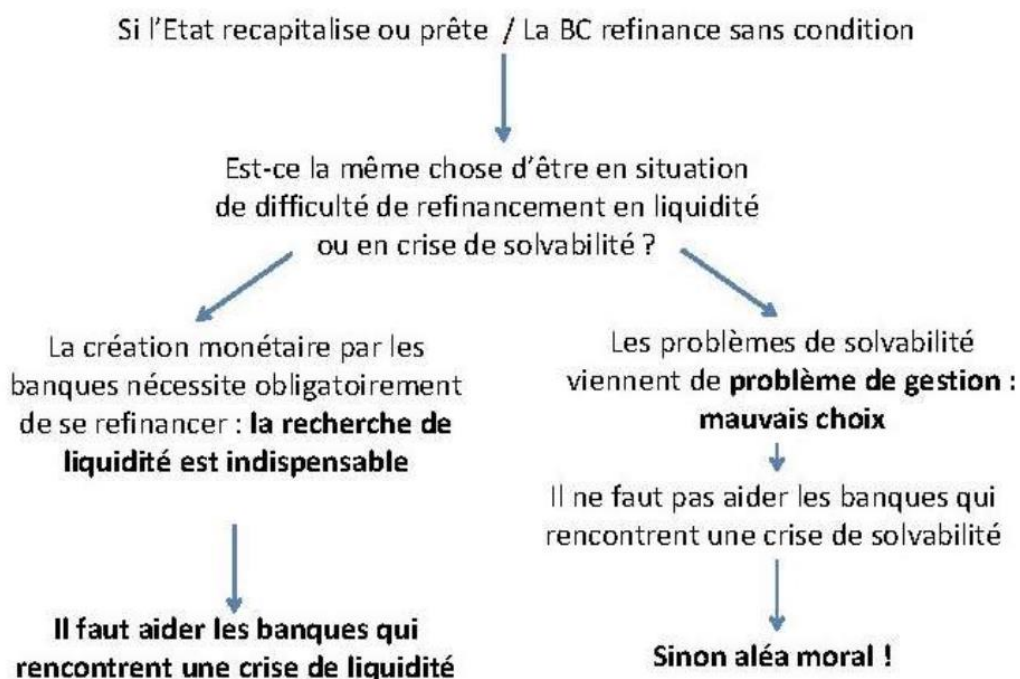 Si l'Etat recapitalise ou prête / La BC refinance sans condition
Est-ce la même chose d'être en situation
de difficulté de refinancement en liquidité
ou en crise de solvabilité ?
La création monétaire par les
banques nécessite obligatoirement
de se refinancer : la recherche de
liquidité est indispensable
Il faut aider les banques qui
rencontrent une crise de liquidité
Les problèmes de solvabilité
viennent de problème de gestion :
mauvais choix
Il ne faut pas aider les banques qui
rencontrent une crise de solvabilité
Sinon aléa moral !